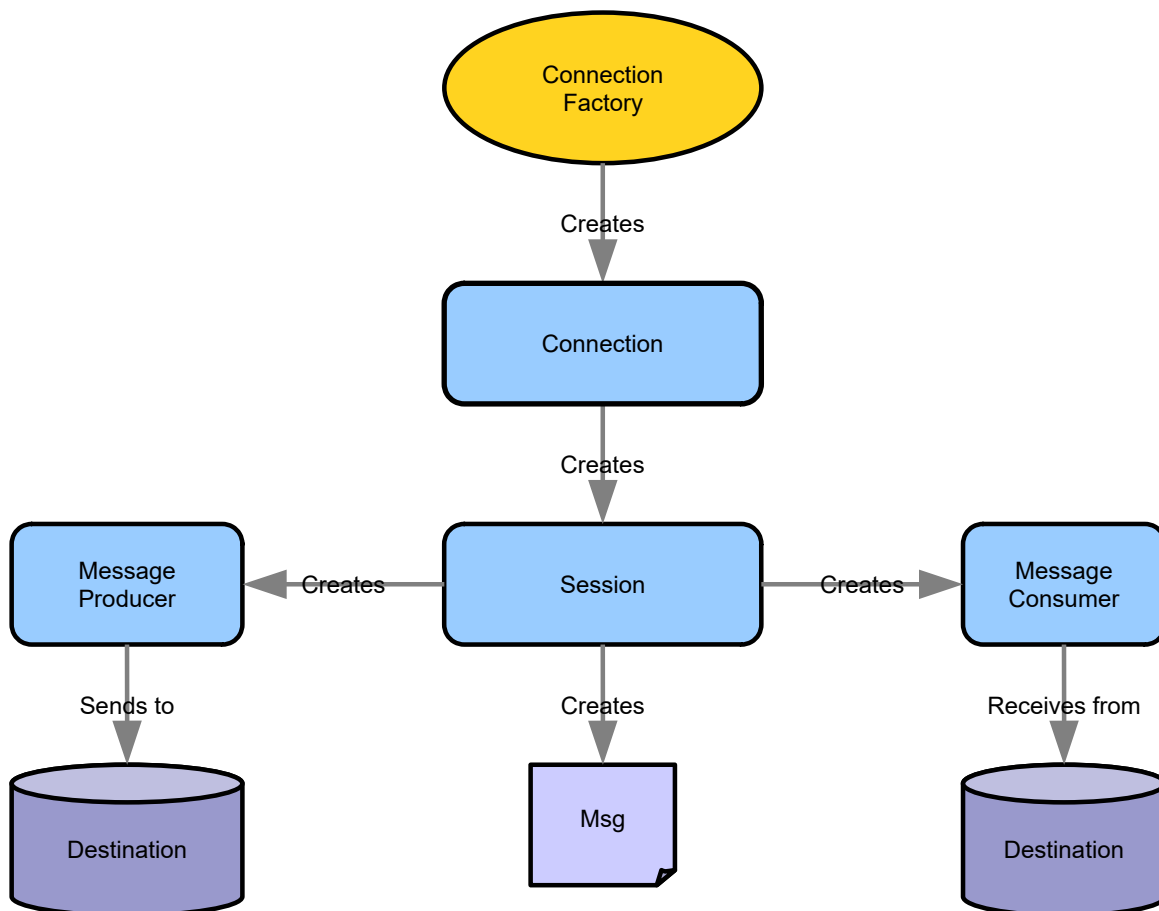 Connection
Factory
Creates
Connection
Creates
Message
Producer
Creates
Session
Creates
Message
Consumer
Sends to
Creates
Receives from
Destination
Msg
Destination